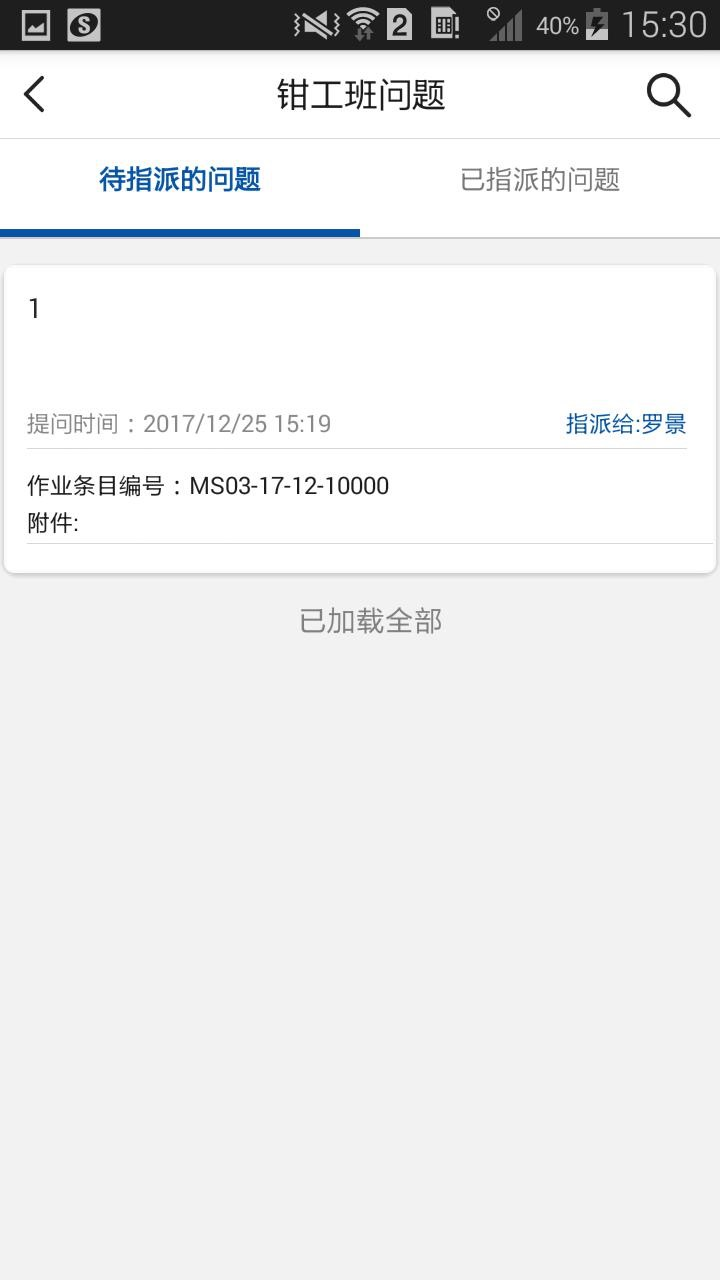 40% 15:30
钳工班问题
待指派的问题 已指派的问题
1
提问时间：2017/12/25 15:19 指派给:罗景
作业条目编号：MS03-17-12-10000
附件:
已加载全部